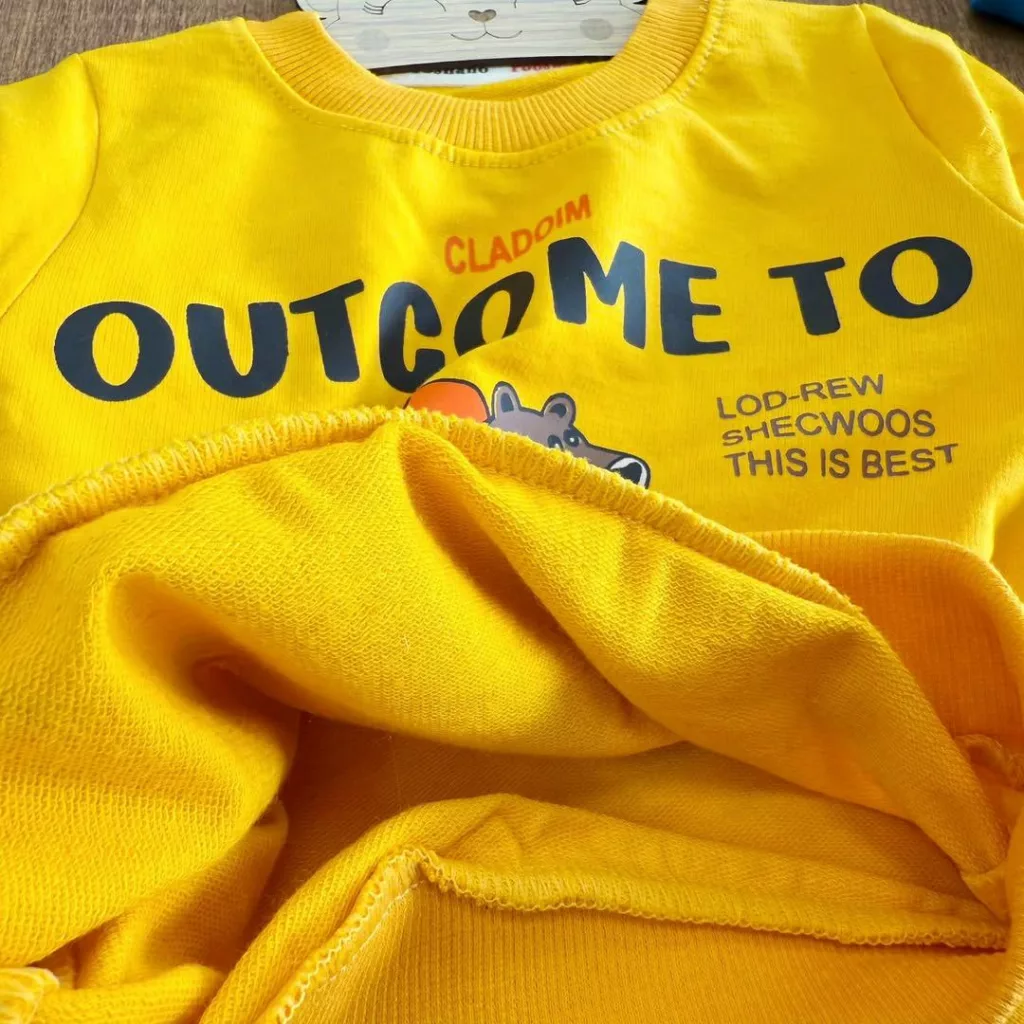 CLADOIM
OUTCOME TO
LOD-REW
SHECWOOS
THIS IS BEST